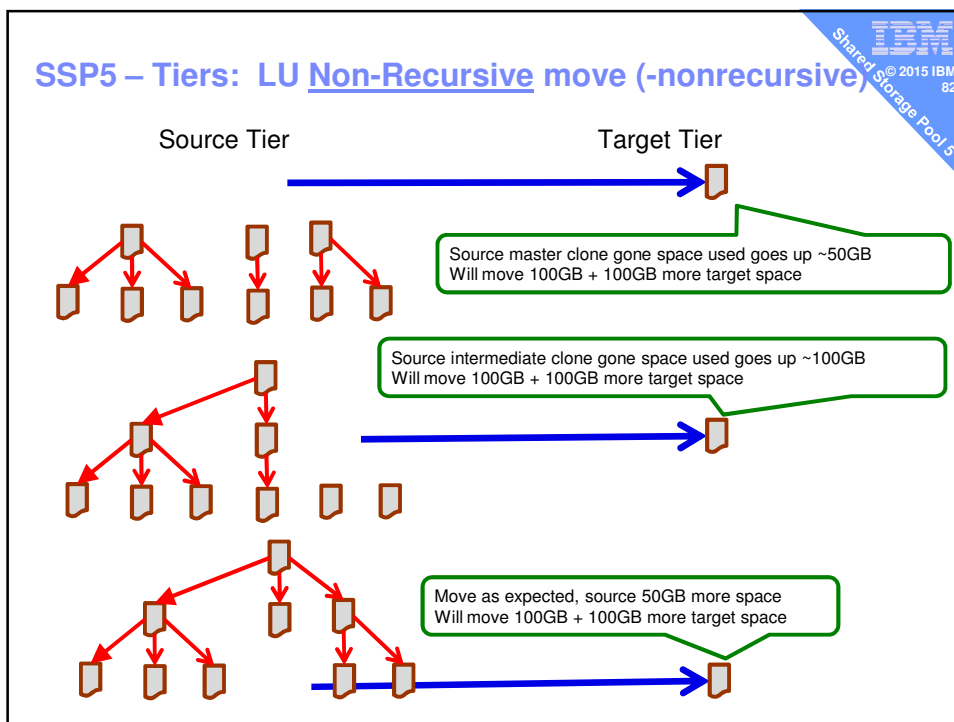 IBM
Shared Storage Pool 5
© 2015 IBM
82
SSP5 – Tiers: LU Non-Recursive move (-nonrecursive)
Source Tier
Target Tier
Source master clone gone space used goes up ~50GB
Will move 100GB + 100GB more target space
Source intermediate clone gone space used goes up ~100GB
Will move 100GB + 100GB more target space
Move as expected, source 50GB more space
Will move 100GB + 100GB more target space